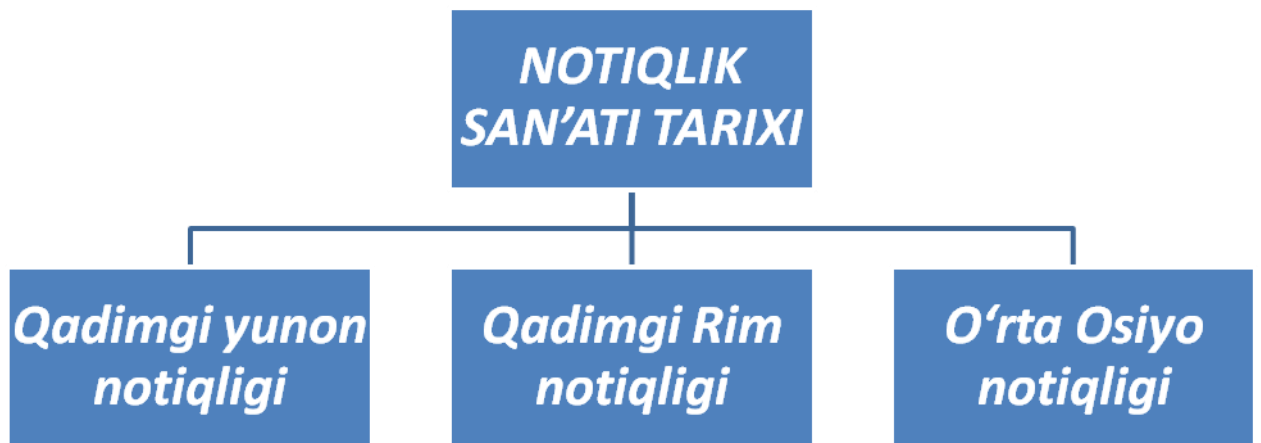 NOTIQLIK
SAN’ATI TARIXI
Qadimgi yunon
notiqligi
Qadimgi Rim
notiqligi
O‘rta Osiyo
notiqligi